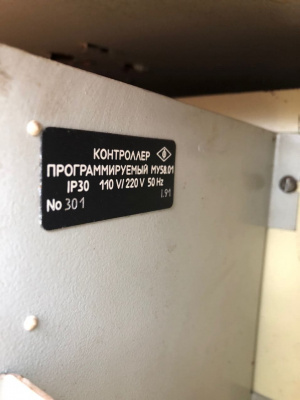 КОНТРОЛЛЕР
ПРОГРАММИРУЕМЫЙ МУ58.01
IP30 110 V/220 V 50 Hz
No 301 1.91